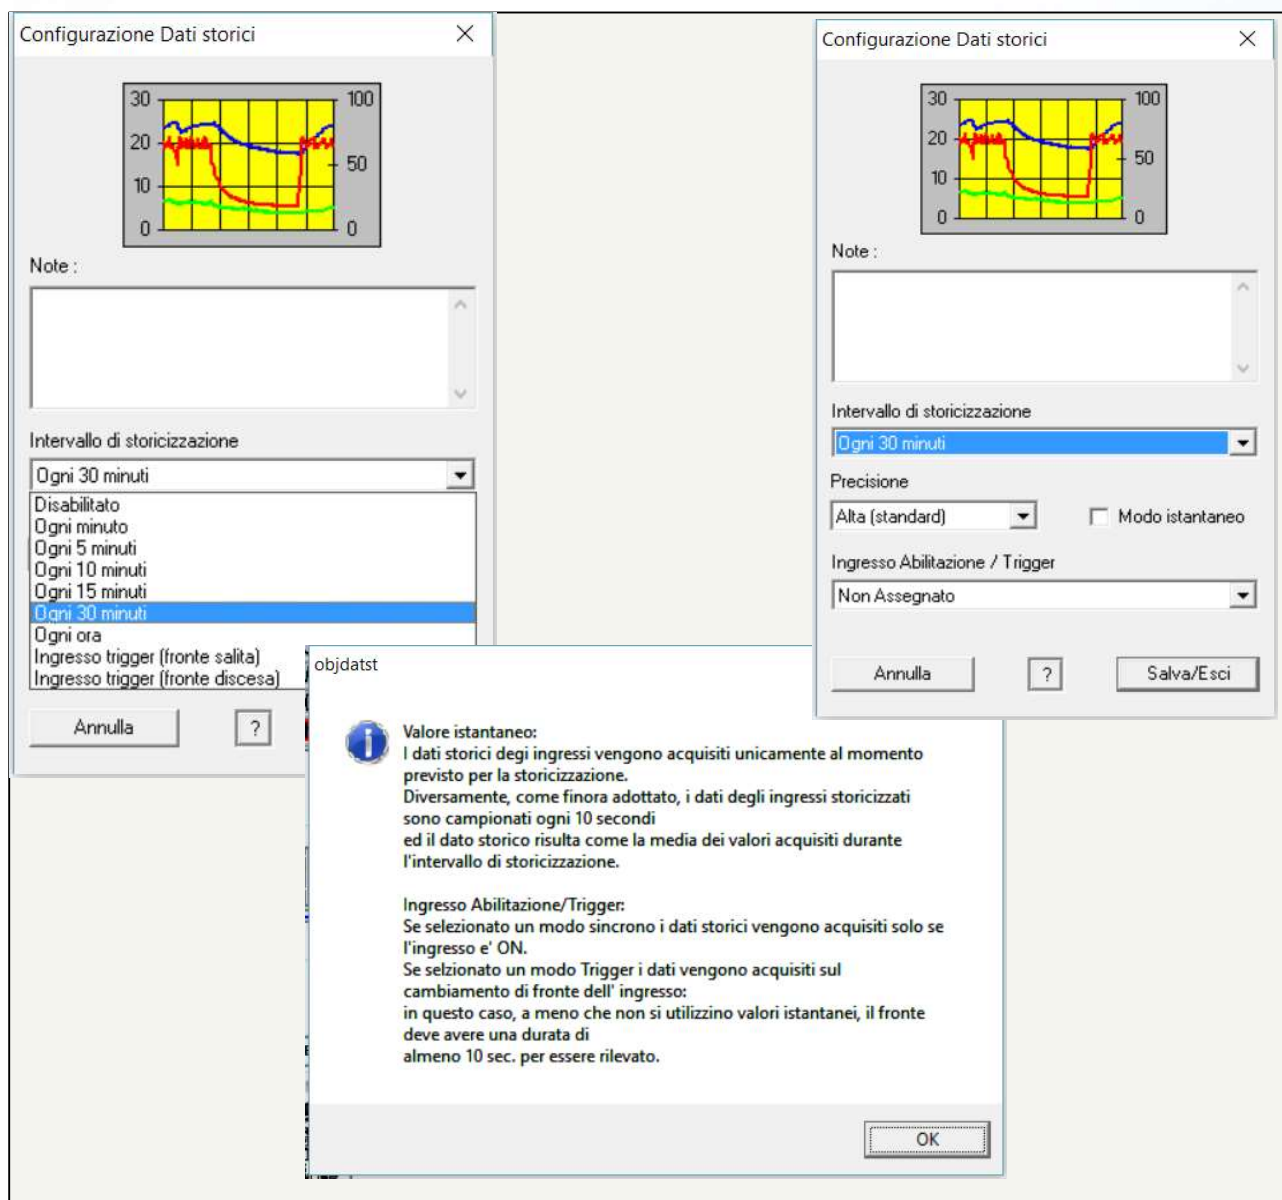 Configurazione Dati storici
30
100
20
50
10
0
0
Note :
Intervallo di storicizzazione
Ogni 30 minuti
Disabilitato
Ogni minuto
Ogni 5 minuti
Ogni 10 minuti
Ogni 15 minuti
Ogni 30 minuti
Ogni ora
Ingresso trigger (fronte salita)
Ingresso trigger (fronte discesa)
Annulla
?
Configurazione Dati storici
30
100
20
50
10
0
0
Note :
Intervallo di storicizzazione
Ogni 30 minuti
Precisione
Alta (standard)
Modo istantaneo
Ingresso Abilitazione / Trigger
Non Assegnato
Annulla
?
Salva/Esci
objdatst
Valore istantaneo:
I dati storici degi ingressi vengono acquisiti unicamente al momento
previsto per la storicizzazione.
Diversamente, come finora adottato, i dati degli ingressi storicizzati
sono campionati ogni 10 secondi
ed il dato storico risulta come la media dei valori acquisiti durante
l'intervallo di storicizzazione.
Ingresso Abilitazione/Trigger:
Se selezionato un modo sincrono i dati storici vengono acquisiti solo se
l'ingresso e' ON.
Se selzionato un modo Trigger i dati vengono acquisiti sul
cambiamento di fronte dell' ingresso:
in questo caso, a meno che non si utilizzino valori istantanei, il fronte
deve avere una durata di
almeno 10 sec. per essere rilevato.
OK